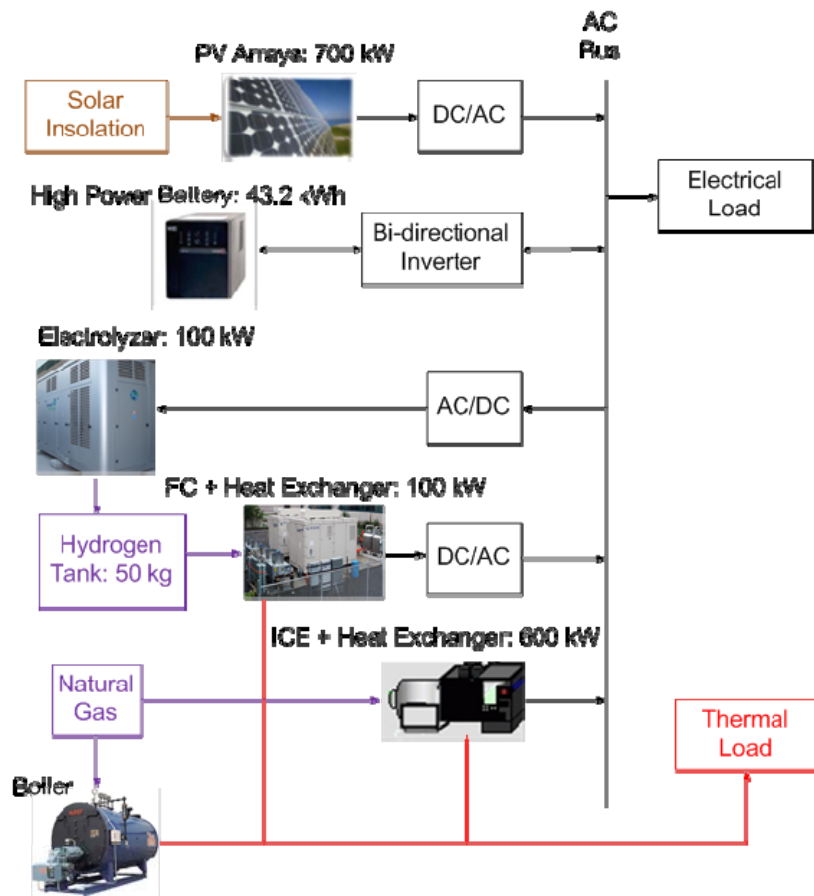 AC
Bus
PV Arrays: 700 kW
Solar
Insolation
DC/AC
Electrical
Load
High Power Battery: 43.2 kWh
Bi-directional
Inverter
Electrolyzer: 100 kW
AC/DC
FC + Heat Exchanger: 100 kW
Hydrogen
Tank: 50 kg
DC/AC
ICE + Heat Exchanger: 600 kW
Natural
Gas
Thermal
Load
Boiler